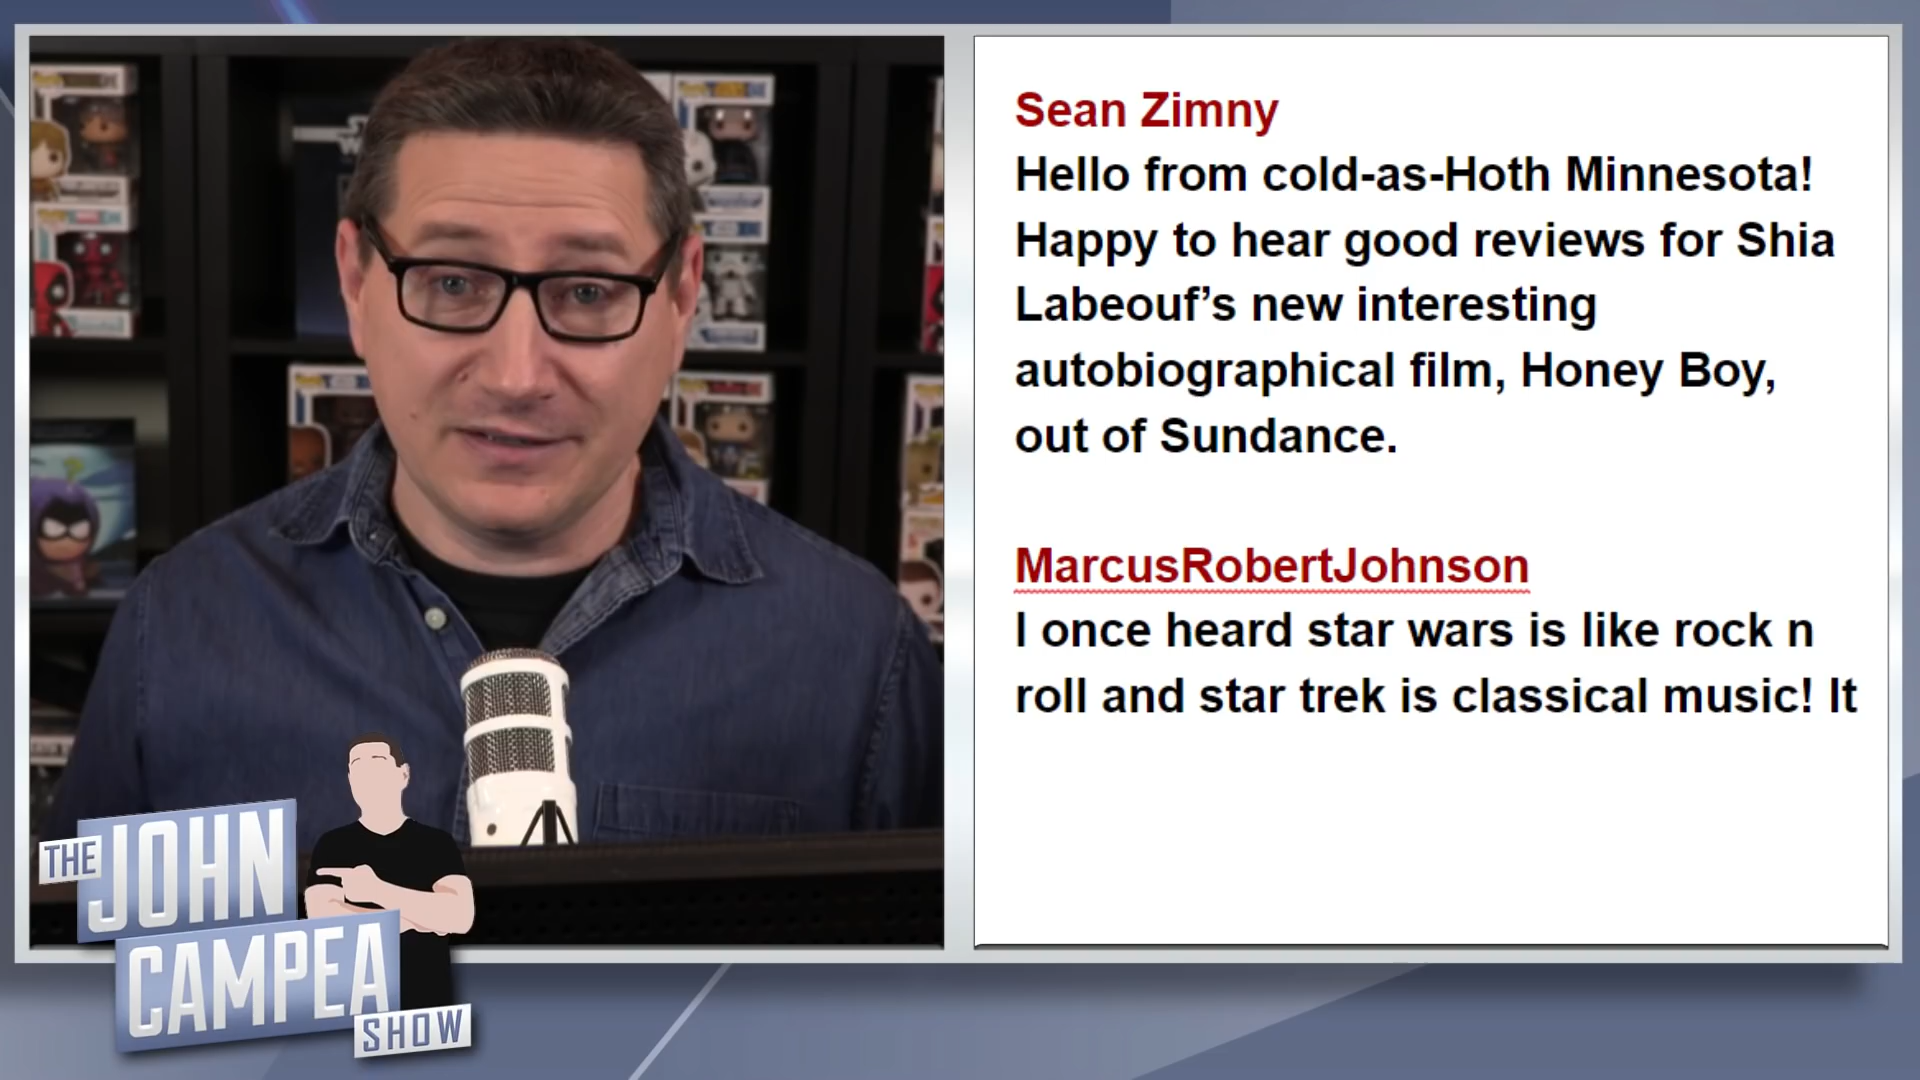 Sean Zimny
Hello from cold-as-Hoth Minnesota!
Happy to hear good reviews for Shia
Labeouf’s new interesting
autobiographical film, Honey Boy,
out of Sundance.
MarcusRobertJohnson
I once heard star wars is like rock n
roll and star trek is classical music! It
THE
JOHN
CAMPEA
SHOW